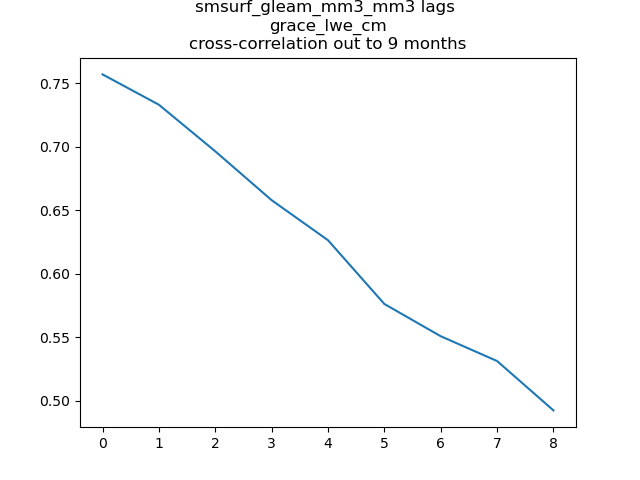 smsurf_gleam_mm3_mm3 lags
grace_lwe_cm
cross-correlation out to 9 months
0.75
0.70
0.65
0.60
0.55
0.50
0 1 2 3 4 5 6 7 8